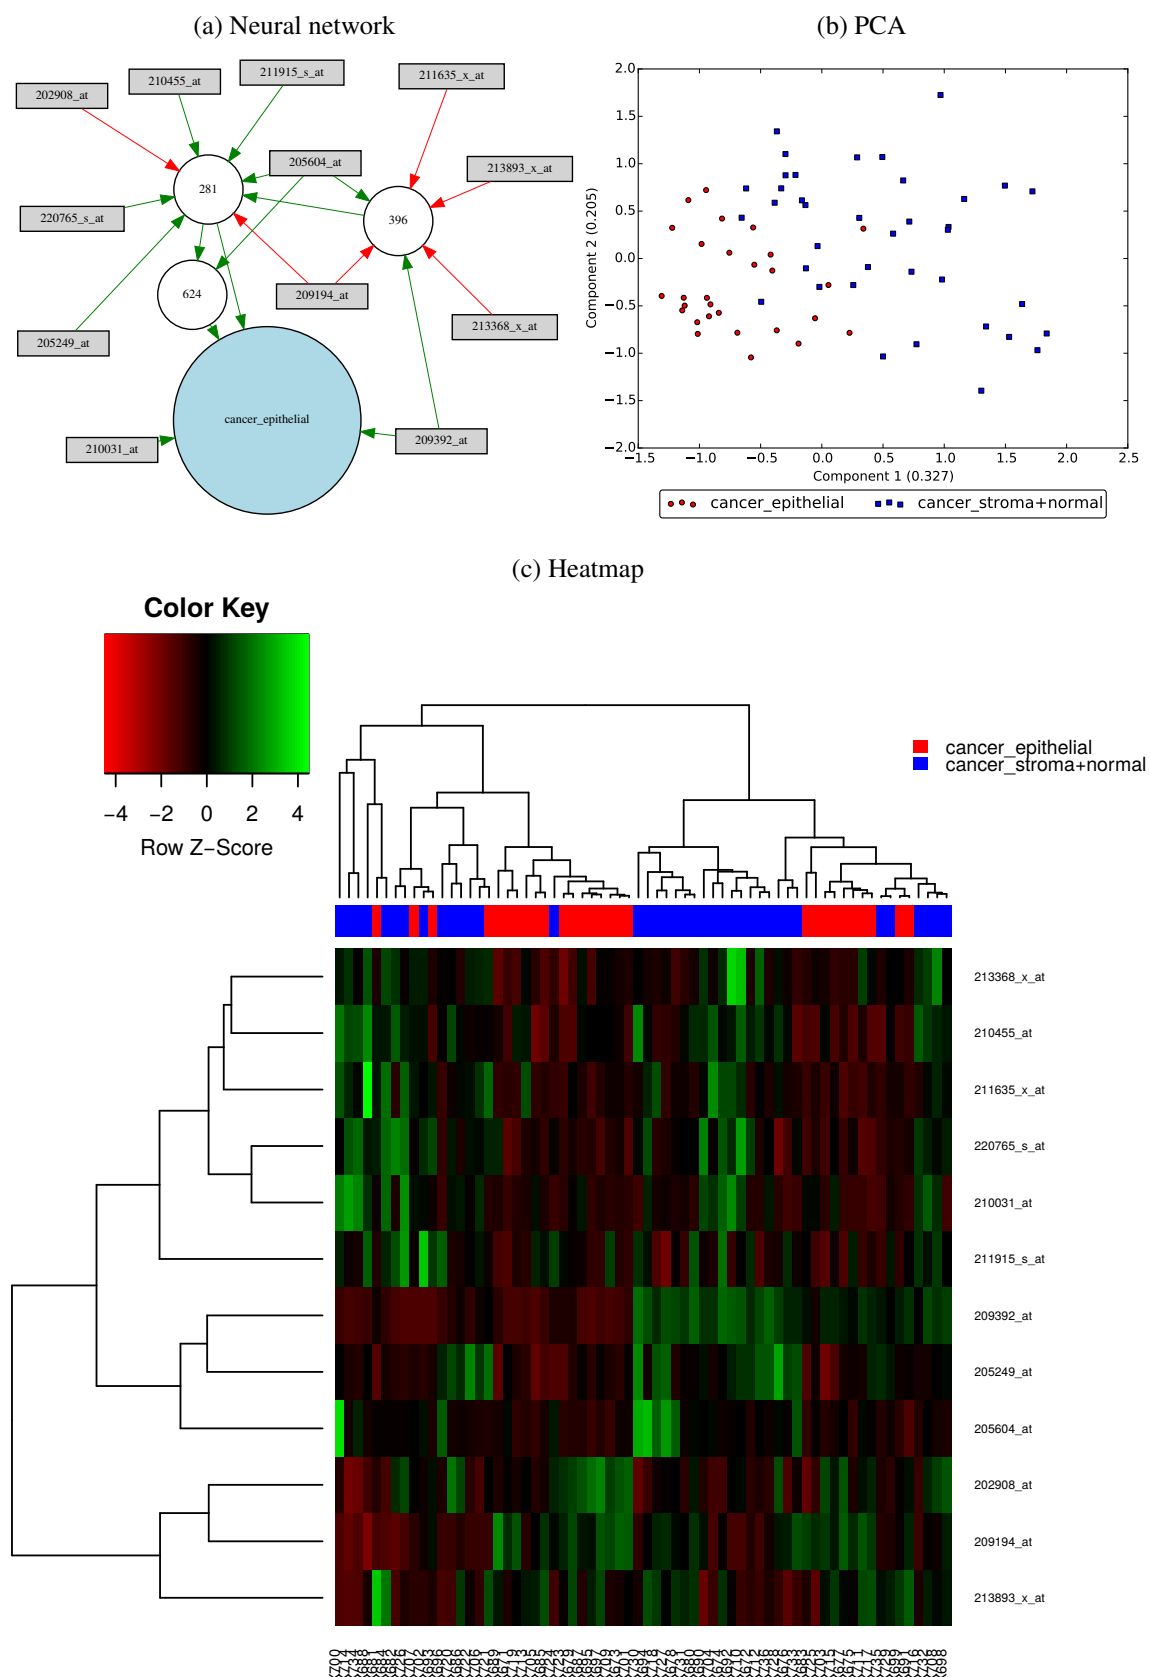 (a) Neural network
(b) PCA
202908_at
210455_at
211915_s_at
211635_x_at
205604_at
213893_x_at
281
396
220765_s_at
624
209194_at
213368_x_at
205249_at
cancer_epithelial
210031_at
209392_at
2.0
1.5
1.0
0.5
0.0
−0.5
−1.0
−1.5
−2.0
Component 2 (0.205)
−1.5 −1.0 −0.5 0.0 0.5 1.0 1.5 2.0 2.5
Component 1 (0.327)
cancer_epithelial cancer_stroma+normal
(c) Heatmap
Color Key
−4 −2 0 2 4
Row Z−Score
cancer_epithelial
cancer_stroma+normal
213368_x_at
210455_at
211635_x_at
220765_s_at
210031_at
211915_s_at
209392_at
205249_at
205604_at
202908_at
209194_at
213893_x_at